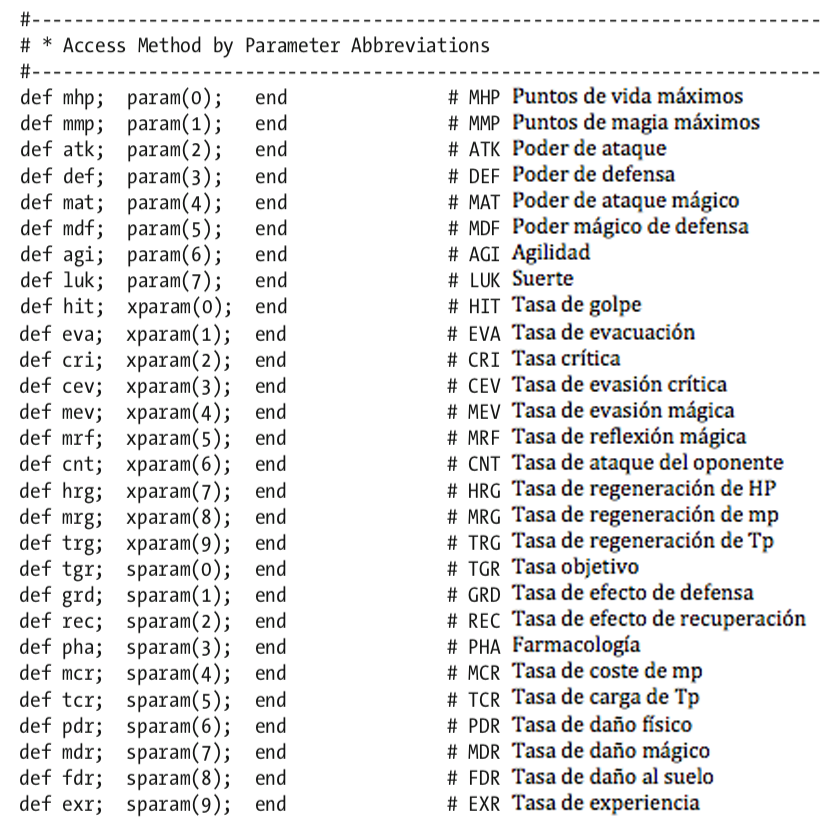 #------------------------------------------------------------------------------
# * Access Method by Parameter Abbreviations
#------------------------------------------------------------------------------
def mhp;  param(0);   end               # MHP Puntos de vida máximos
def mmp;  param(1);   end               # MMP Puntos de magia máximos
def atk;  param(2);   end               # ATK Poder de ataque
def def;  param(3);   end               # DEF Poder de defensa
def mat;  param(4);   end               # MAT Poder de ataque mágico
def mdf;  param(5);   end               # MDF Poder mágico de defensa
def agi;  param(6);   end               # AGI Agilidad
def luk;  param(7);   end               # LUK Suerte
def hit;  xparam(0);  end               # HIT Tasa de golpe
def eva;  xparam(1);  end               # EVA Tasa de evacuación
def cri;  xparam(2);  end               # CRI Tasa crítica
def cev;  xparam(3);  end               # CEV Tasa de evasión crítica
def mev;  xparam(4);  end               # MEV Tasa de evasión mágica
def mrf;  xparam(5);  end               # MRF Tasa de reflexión mágica
def cnt;  xparam(6);  end               # CNT Tasa de ataque del oponente
def hrg;  xparam(7);  end               # HRG Tasa de regeneración de HP
def mrg;  xparam(8);  end               # MRG Tasa de regeneración de mp
def trg;  xparam(9);  end               # TRG Tasa de regeneración de Tp
def tgr;  sparam(0);  end               # TGR Tasa objetivo
def grd;  sparam(1);  end               # GRD Tasa de efecto de defensa
def rec;  sparam(2);  end               # REC Tasa de efecto de recuperación
def pha;  sparam(3);  end               # PHA Farmacología
def mcr;  sparam(4);  end               # MCR Tasa de coste de mp
def tcr;  sparam(5);  end               # TCR Tasa de carga de Tp
def pdr;  sparam(6);  end               # PDR Tasa de daño físico
def mdr;  sparam(7);  end               # MDR Tasa de daño mágico
def fdr;  sparam(8);  end               # FDR Tasa de daño al suelo
def exr;  sparam(9);  end               # EXR Tasa de experiencia